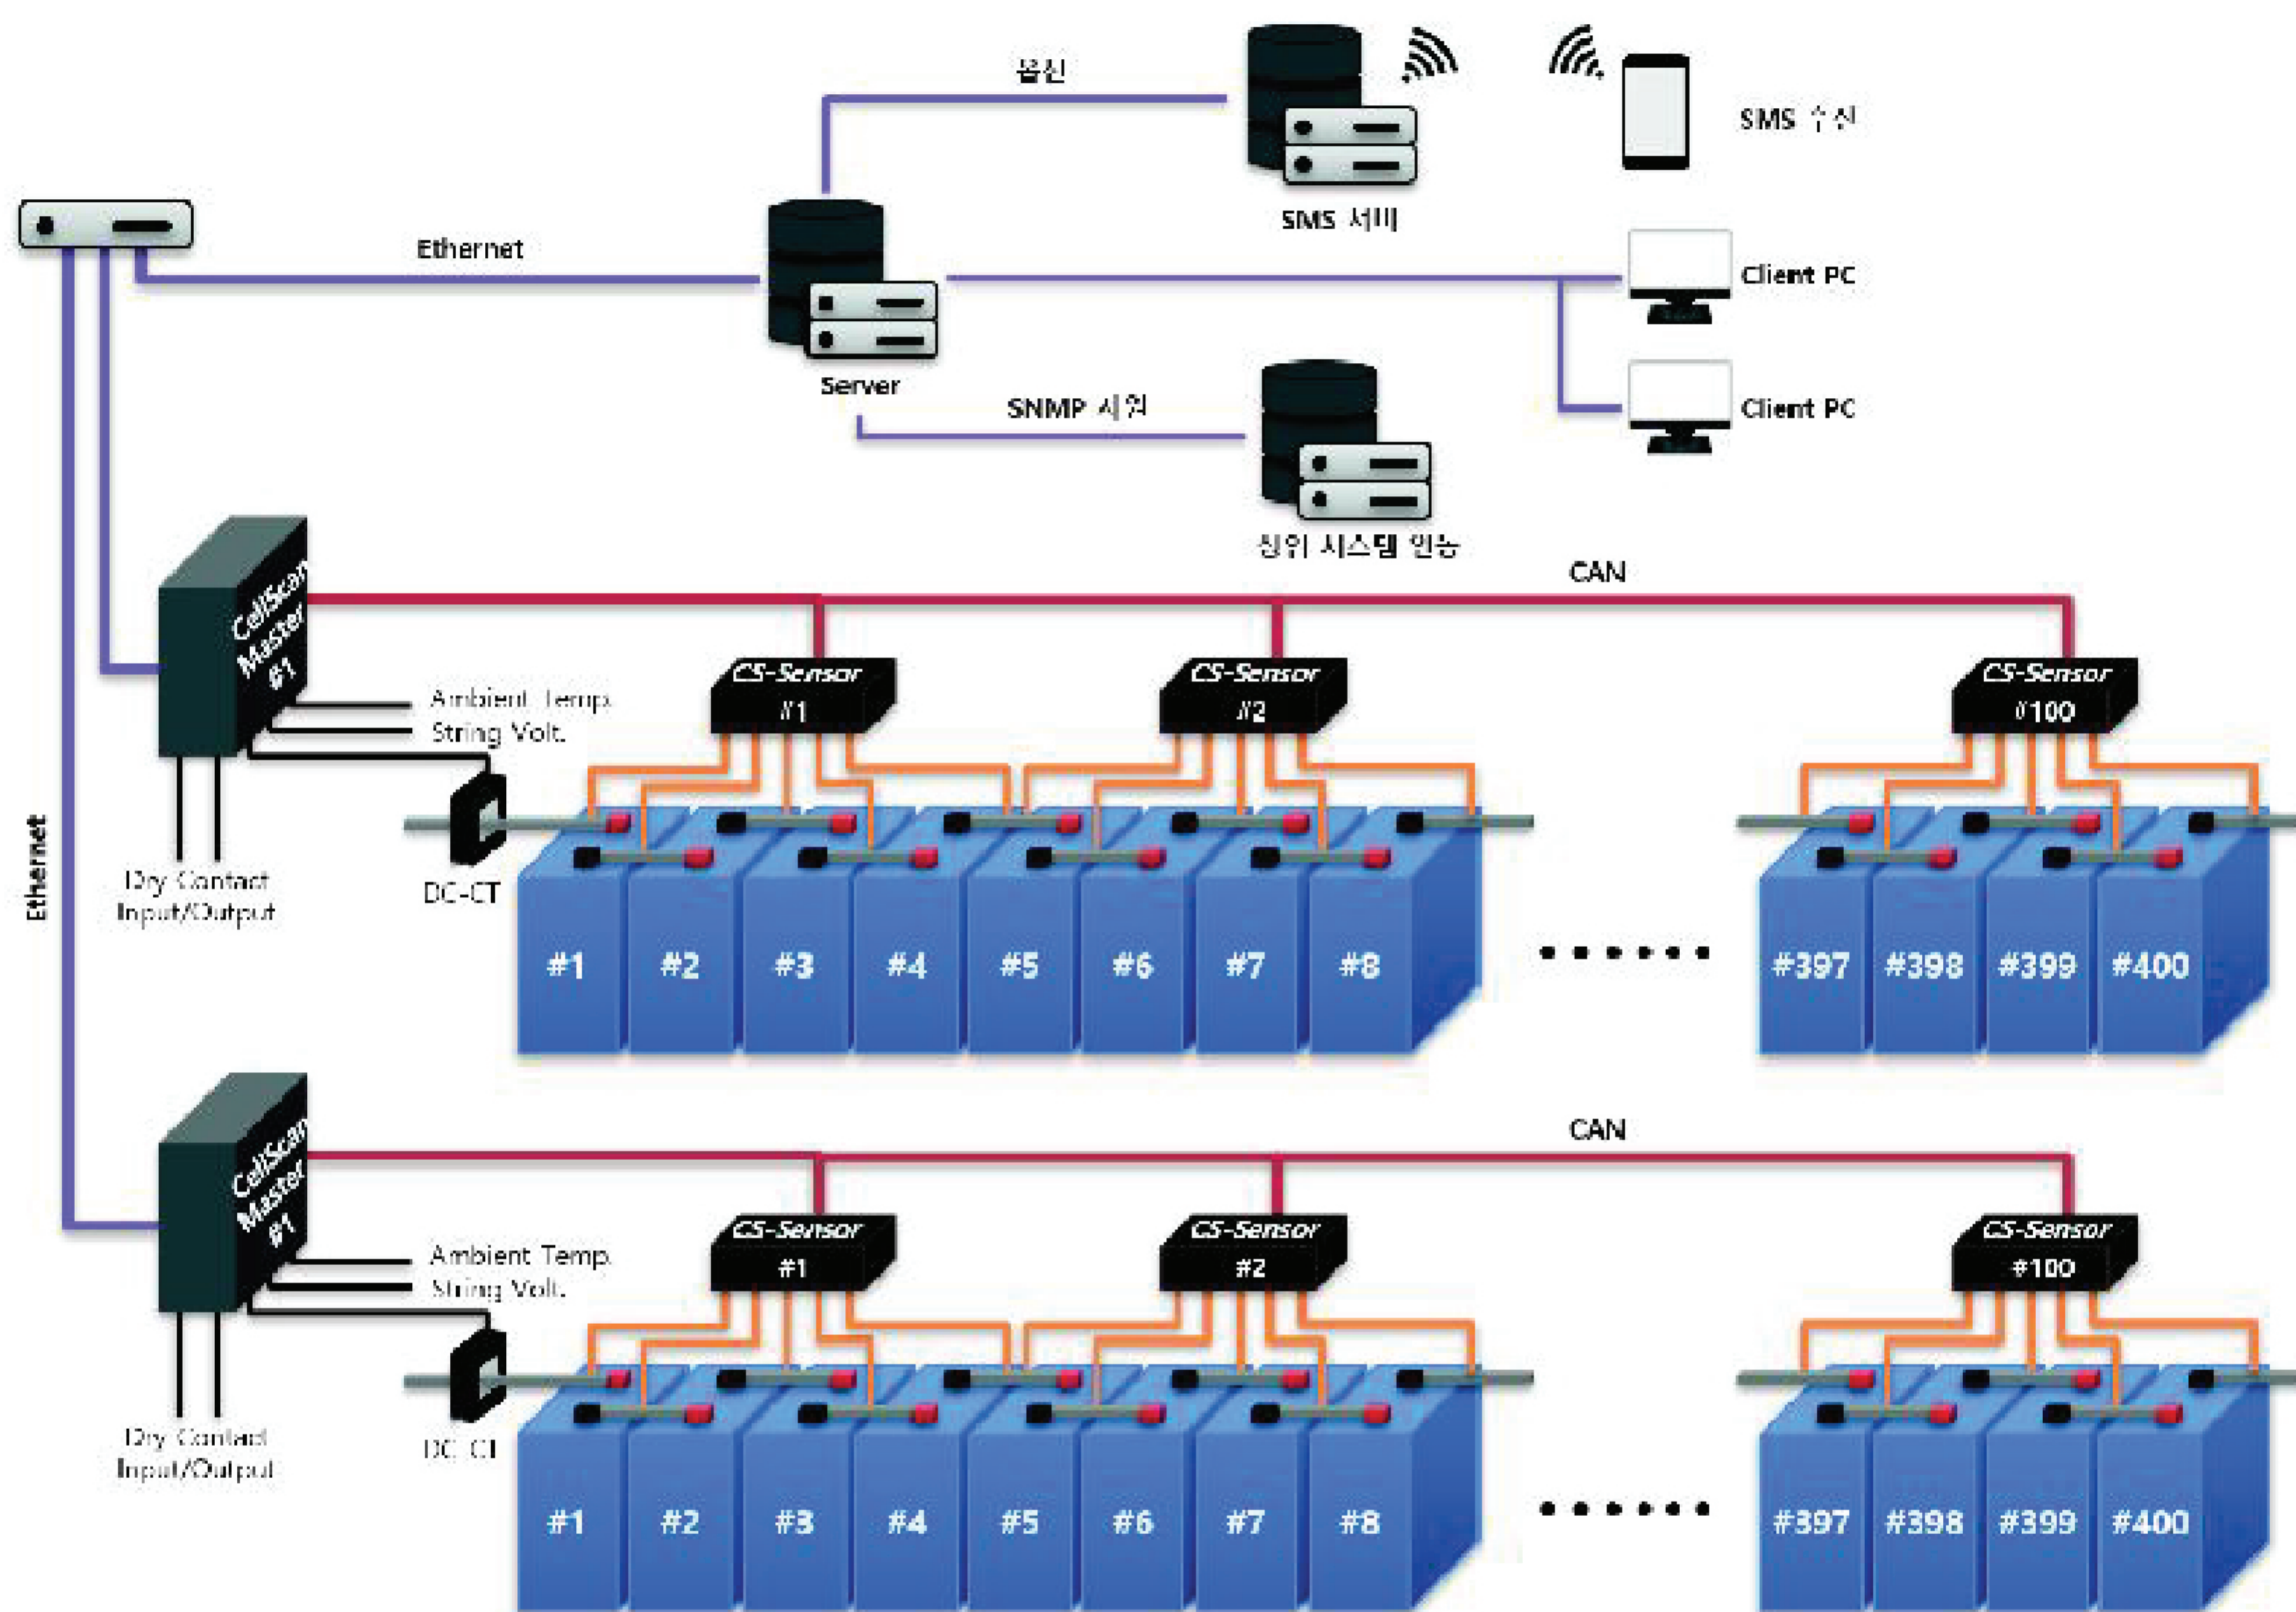 옵션
SMS 수신
SMS 서버
Ethernet
Client PC
Server
SNMP 지원
Client PC
상위 시스템 연동
CAN
CellScan
Master
#1
CS-Sensor
#1
CS-Sensor
#2
CS-Sensor
#100
Ambient Temp.
String Volt.
Ethernet
Dry Contact
Input/Output
DC-CT
#1
#2
#3
#4
#5
#6
#7
#8
#397
#398
#399
#400
CAN
CellScan
Master
#1
CS-Sensor
#1
CS-Sensor
#2
CS-Sensor
#100
Ambient Temp.
String Volt.
Dry Contact
Input/Output
DC-CT
#1
#2
#3
#4
#5
#6
#7
#8
#397
#398
#399
#400